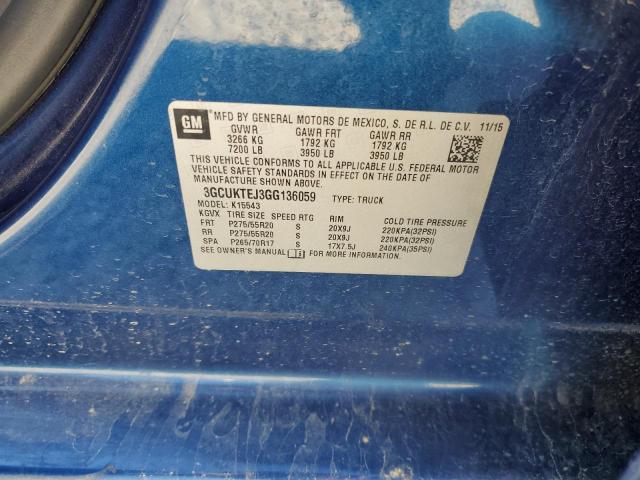 GM
MFD BY GENERAL MOTORS DE MEXICO, S. DE R.L. DE C.V. 11/15
GVWR GAWR FRT GAWR RR
3266 KG 1792 KG 1792 KG
7200 LB 3950 LB 3950 LB
THIS VEHICLE CONFORMS TO ALL APPLICABLE U.S. FEDERAL MOTOR
VEHICLE SAFETY STANDARDS IN EFFECT ON THE DATE OF
MANUFACTURE SHOWN ABOVE.
3GCUKTEJ3GG136059 TYPE: TRUCK
MODEL: K15543
KGVX TIRE SIZE SPEED RTG RIM COLD TIRE PRESSURE
FRT P275/55R20 S 20X9J 220KPA(32PSI)
RR P275/55R20 S 20X9J 220KPA(32PSI)
SPA P265/70R17 S 17X7.5J 240KPA(35PSI)
SEE OWNER'S MANUAL FOR MORE INFORMATION.